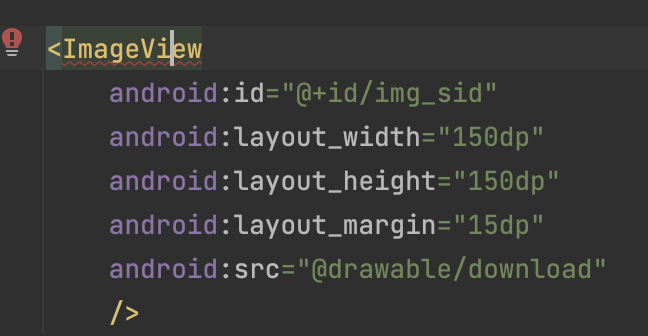 <ImageView
android:id="@+id/img_sid"
android:layout_width="150dp"
android:layout_height="150dp"
android:layout_margin="15dp"
android:src="@drawable/download"
/>